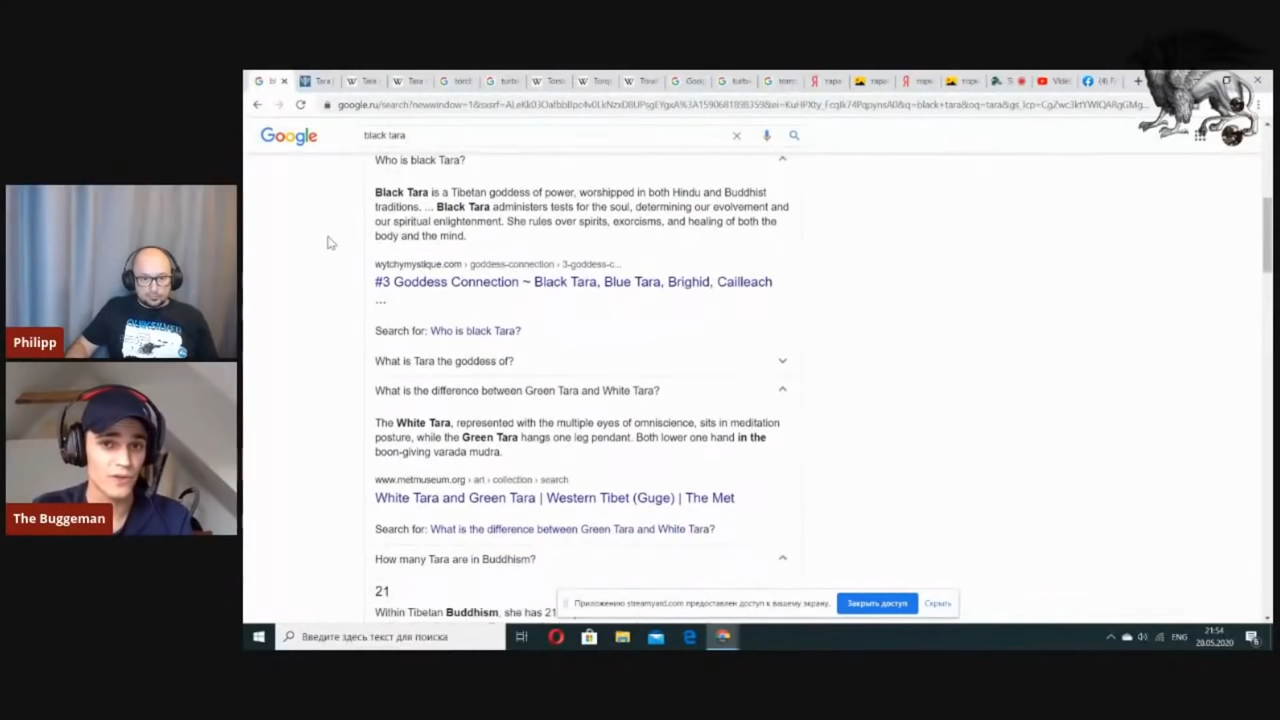 Tara
Tara
Tara
google.ru/search?newwindow=1&
Google
black tara
Who is black Tara?
Black Tara is a Tibetan goddess of power, worshipped in both Hindu and Buddhist
traditions. ... Black Tara administers tests for the soul, determining our evolvement and
our spiritual enlightenment. She rules over spirits, exorcisms, and healing of both the
body and the mind.
wytchymystique.com › goddess-connection › 3-goddess-c...
#3 Goddess Connection ~ Black Tara, Blue Tara, Brighid, Cailleach
...
Search for: Who is black Tara?
What is Tara the goddess of?
What is the difference between Green Tara and White Tara?
The White Tara, represented with the multiple eyes of omniscience, sits in meditation
posture, while the Green Tara hangs one leg pendant. Both lower one hand in the
boon-giving varada mudra.
www.metmuseum.org › art › collection › search
White Tara and Green Tara | Western Tibet (Guge) | The Met
Search for: What is the difference between Green Tara and White Tara?
How many Tara are in Buddhism?
21
Within Tibetan Buddhism, she has 21
Приложению streamyard.com предоставлен доступ к вашему экрану.
Закрыть доступ
Скрыть
Введите здесь текст для поиска
ENG
21:54
28.05.2020
Philipp
QUIKSILVER
The Buggeman